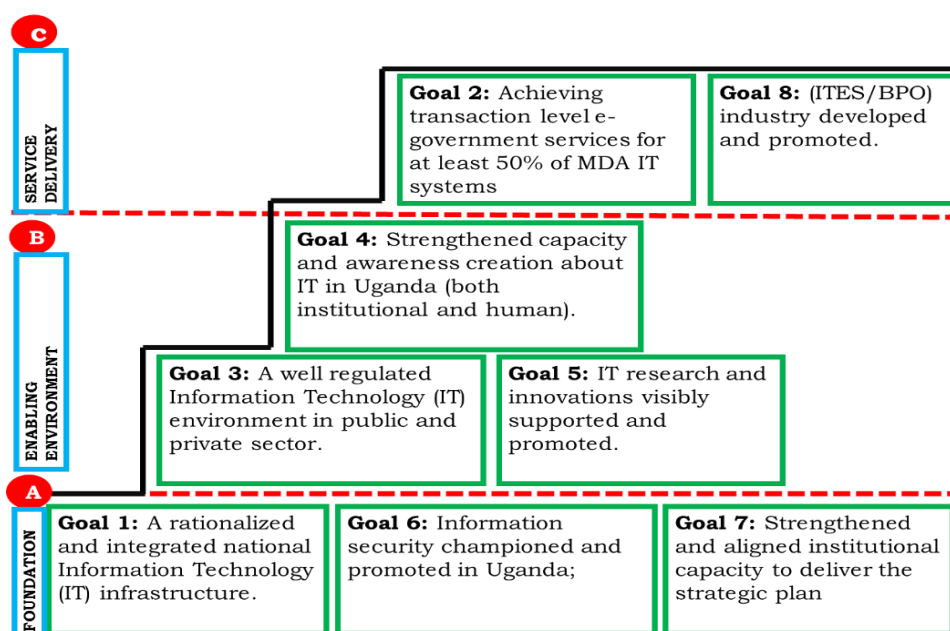 C
SERVICE
DELIVERY
Goal 2: Achieving
transaction level e-
government services for
at least 50% of MDA IT
systems
Goal 8: (ITES/BPO)
industry developed
and promoted.
B
ENABLING
ENVIRONMENT
Goal 4: Strengthened capacity
and awareness creation about
IT in Uganda (both
institutional and human).
Goal 3: A well regulated
Information Technology (IT)
environment in public and
private sector.
Goal 5: IT research and
innovations visibly
supported and
promoted.
A
FOUNDATION
Goal 1: A rationalized
and integrated national
Information Technology
(IT) infrastructure.
Goal 6: Information
security championed and
promoted in Uganda;
Goal 7: Strengthened
and aligned institutional
capacity to deliver the
strategic plan